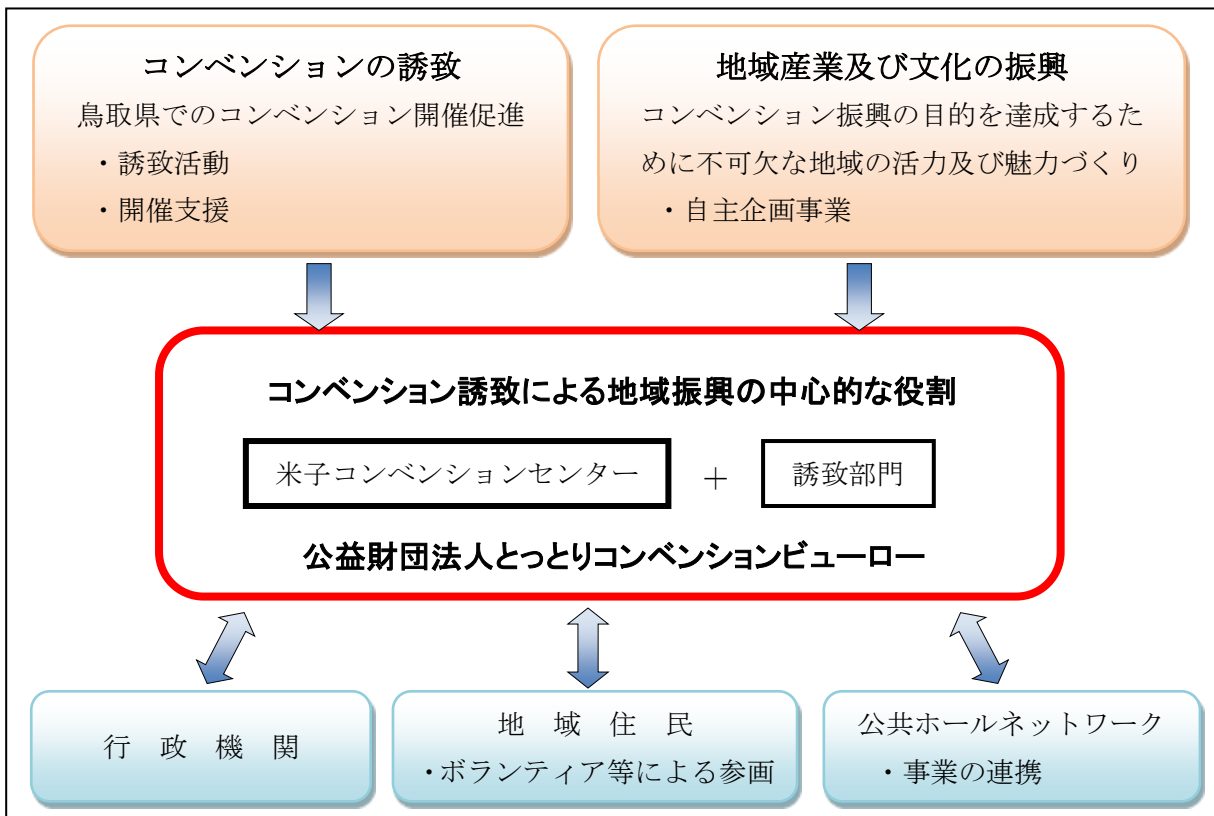 コンベンションの誘致
鳥取県でのコンベンション開催促進
・誘致活動
・開催支援
地域産業及び文化の振興
コンベンション振興の目的を達成するた
めに不可欠な地域の活力及び魅力づくり
・自主企画事業
コンベンション誘致による地域振興の中心的な役割
米子コンベンションセンター ＋ 誘致部門
公益財団法人とっとりコンベンションビューロー
行　政　機　関
地　域　住　民
・ボランティア等による参画
公共ホールネットワーク
・事業の連携